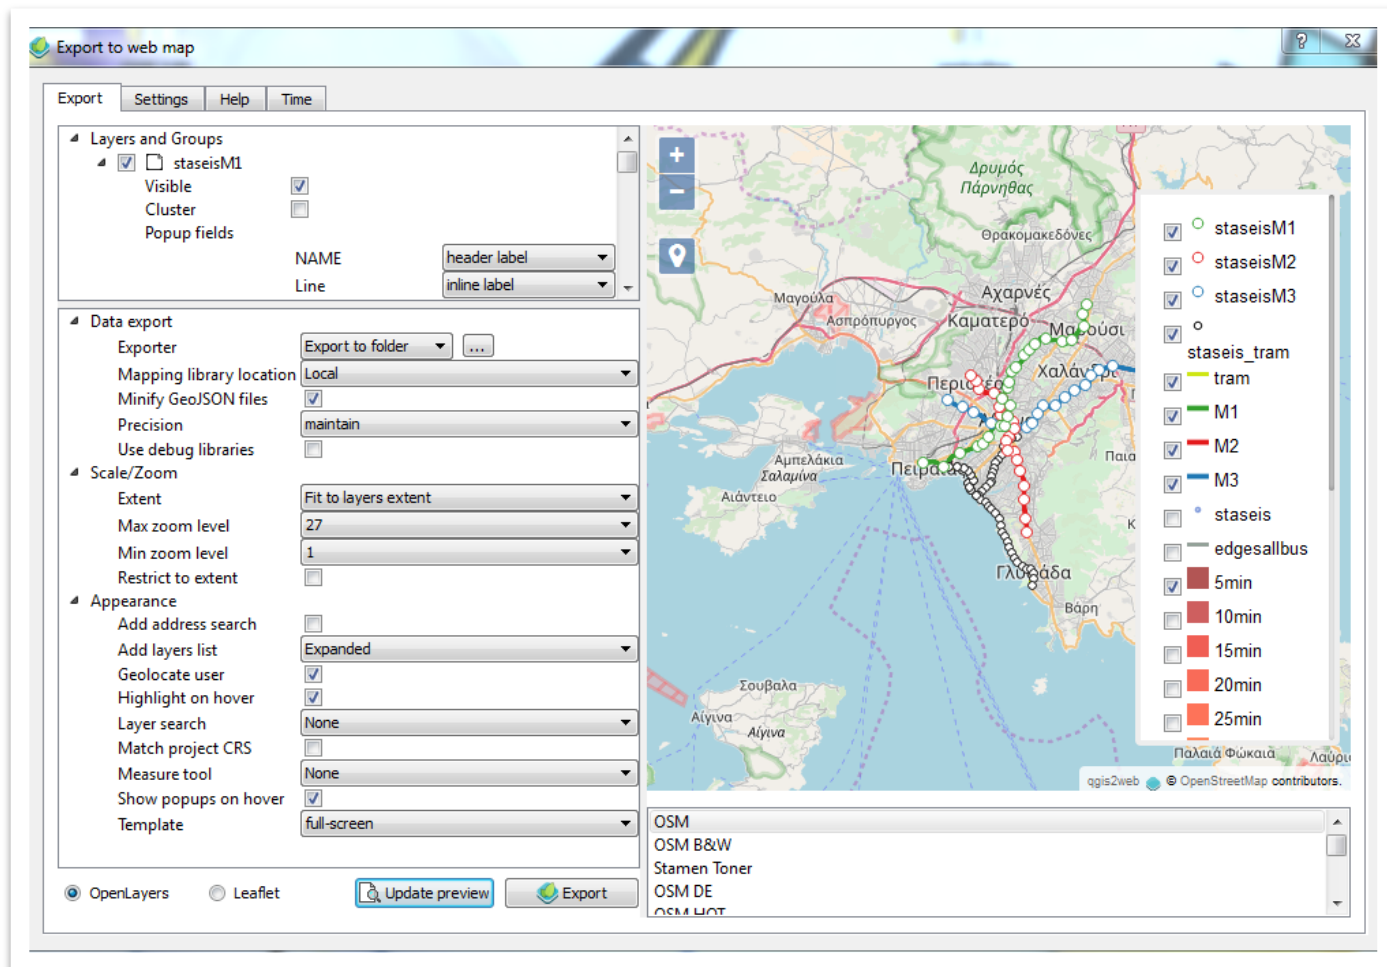 Export to web map
Export Settings Help Time
Layers and Groups
staseisM1
Visible
Cluster
Popup fields
NAME header label
Line inline label
Data export
Exporter Export to folder ...
Mapping library location Local
Minify GeoJSON files
Precision maintain
Use debug libraries
Scale/Zoom
Extent Fit to layers extent
Max zoom level 27
Min zoom level 1
Restrict to extent
Appearance
Add address search
Add layers list Expanded
Geolocate user
Highlight on hover
Layer search None
Match project CRS
Measure tool None
Show popups on hover
Template full-screen
OpenLayers Leaflet Update preview Export
+
−
Δρυμός
Πάρνηθας
Θρακομακεδόνες
Μαγούλα
Αχαρνές
Ασπρόπυργος
Καματερό
Χαλάνδρι
Αμπελάκια
Σαλαμίνα
Αιάντειο
Παια
Κ
Γλυφάδα
Βάρη
Σουβαλα
Αίγινα
Αίγινα
Παλαιά Φώκαια
Λαύρι
staseisM1
staseisM2
staseisM3
staseis_tram
tram
M1
M2
M3
staseis
edgesallbus
5min
10min
15min
20min
25min
qgis2web © OpenStreetMap contributors.
OSM
OSM B&W
Stamen Toner
OSM DE
OSM HOT